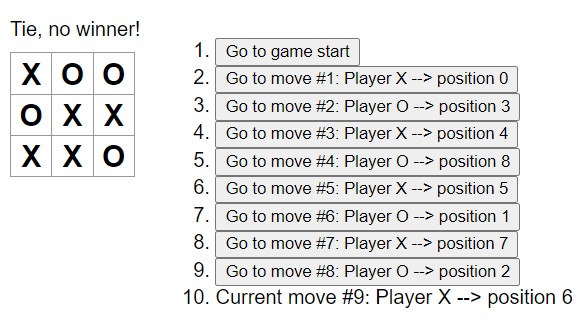 Tie, no winner!
X O O
O X X
X X O
1. Go to game start
2. Go to move #1: Player X --> position 0
3. Go to move #2: Player O --> position 3
4. Go to move #3: Player X --> position 4
5. Go to move #4: Player O --> position 8
6. Go to move #5: Player X --> position 5
7. Go to move #6: Player O --> position 1
8. Go to move #7: Player X --> position 7
9. Go to move #8: Player O --> position 2
10. Current move #9: Player X --> position 6